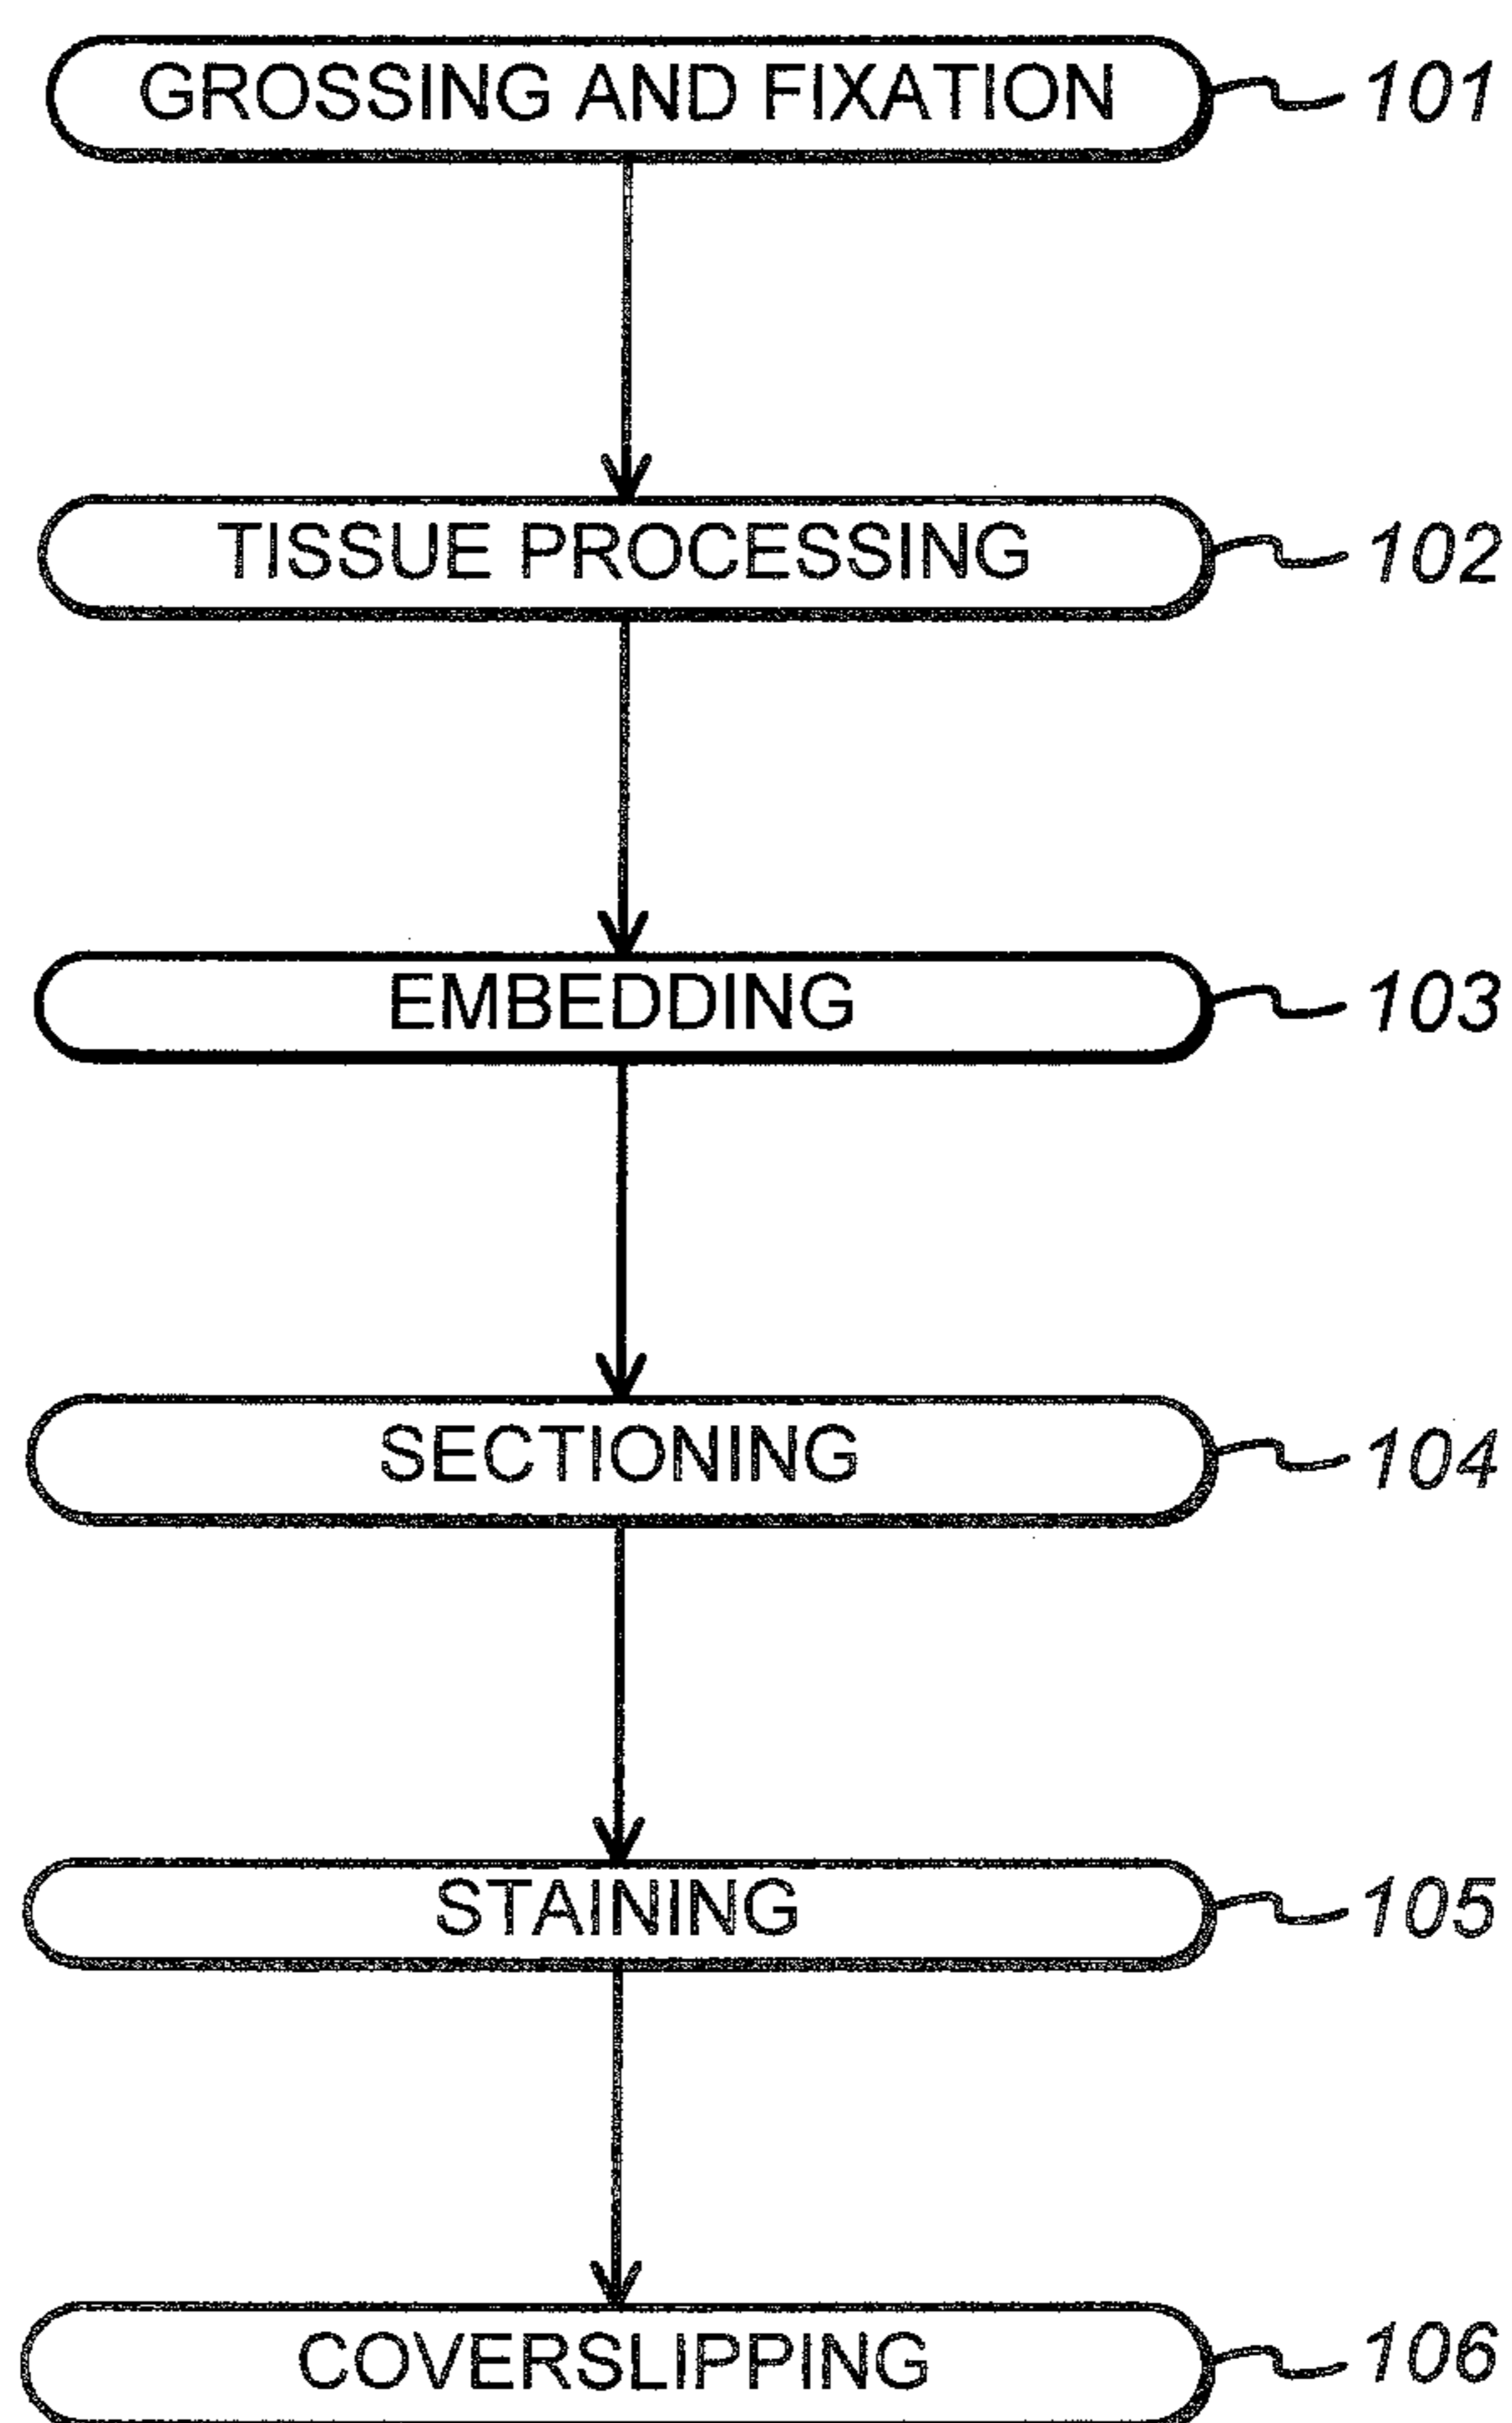 GROSSING AND FIXATION 101
TISSUE PROCESSING 102
EMBEDDING 103
SECTIONING 104
STAINING 105
COVERSLIPPING 106